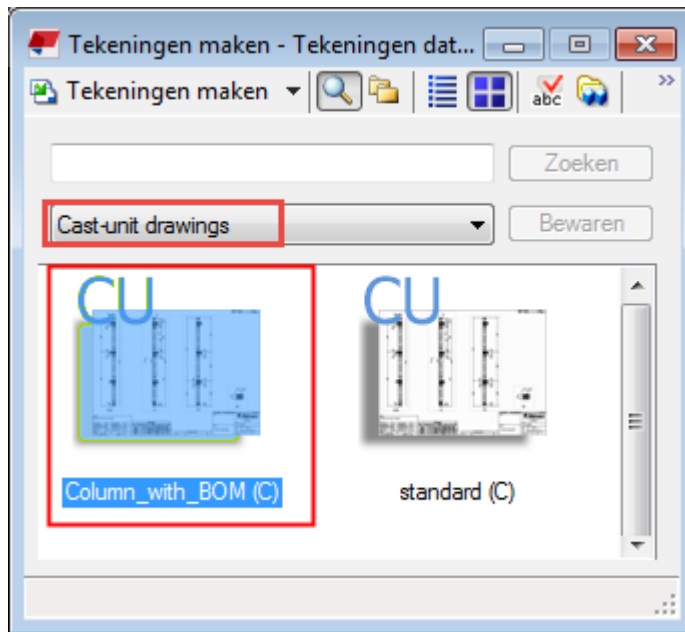 Tekeningen maken - Tekeningen dat...
Tekeningen maken
abc
Zoeken
Cast-unit drawings
Bewaren
CU
CU
Column_with_BOM (C)
standard (C)